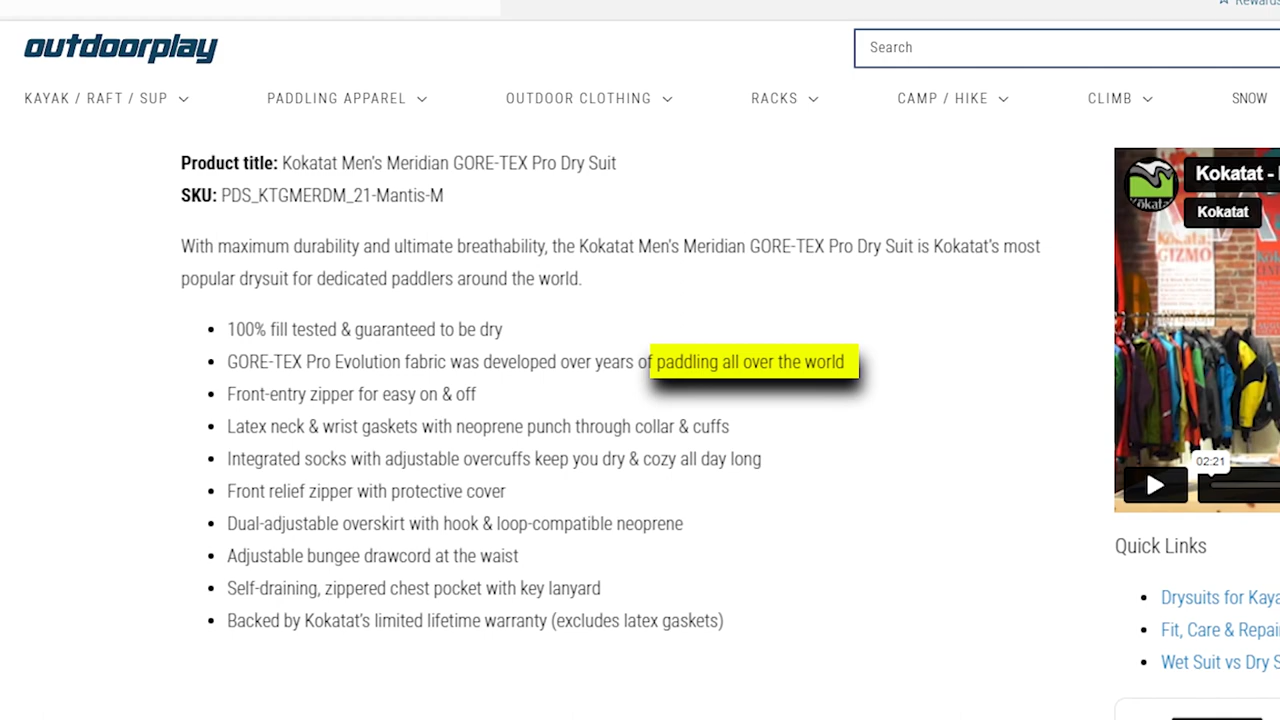 Rewards
outdoorplay
Search
KAYAK / RAFT / SUP
PADDLING APPAREL
OUTDOOR CLOTHING
RACKS
CAMP / HIKE
CLIMB
SNOW
Product title: Kokatat Men's Meridian GORE-TEX Pro Dry Suit
SKU: PDS_KTGMERDM_21-Mantis-M
With maximum durability and ultimate breathability, the Kokatat Men's Meridian GORE-TEX Pro Dry Suit is Kokatat's most
popular drysuit for dedicated paddlers around the world.
100% fill tested & guaranteed to be dry
GORE-TEX Pro Evolution fabric was developed over years of paddling all over the world
Front-entry zipper for easy on & off
Latex neck & wrist gaskets with neoprene punch through collar & cuffs
Integrated socks with adjustable overcuffs keep you dry & cozy all day long
Front relief zipper with protective cover
Dual-adjustable overskirt with hook & loop-compatible neoprene
Adjustable bungee drawcord at the waist
Self-draining, zippered chest pocket with key lanyard
Backed by Kokatat's limited lifetime warranty (excludes latex gaskets)
Kokatat -
Kokatat
GIZMO
02:21
Quick Links
Drysuits for Kaya
Fit, Care & Repai
Wet Suit vs Dry S